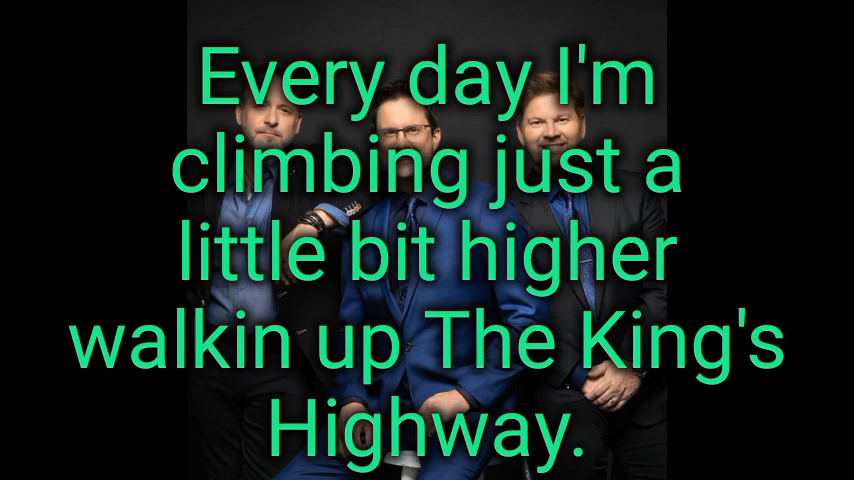 Every day I'm
climbing just a
little bit higher
walkin up The King's
Highway.